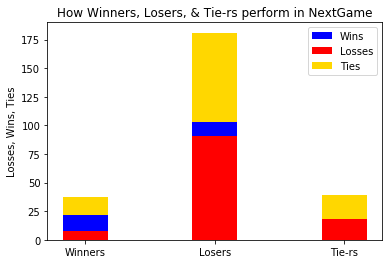 How Winners, Losers, & Tie-rs perform in NextGame
Wins
Losses
Ties
Losses, Wins, Ties
175
150
125
100
75
50
25
0
Winners
Losers
Tie-rs